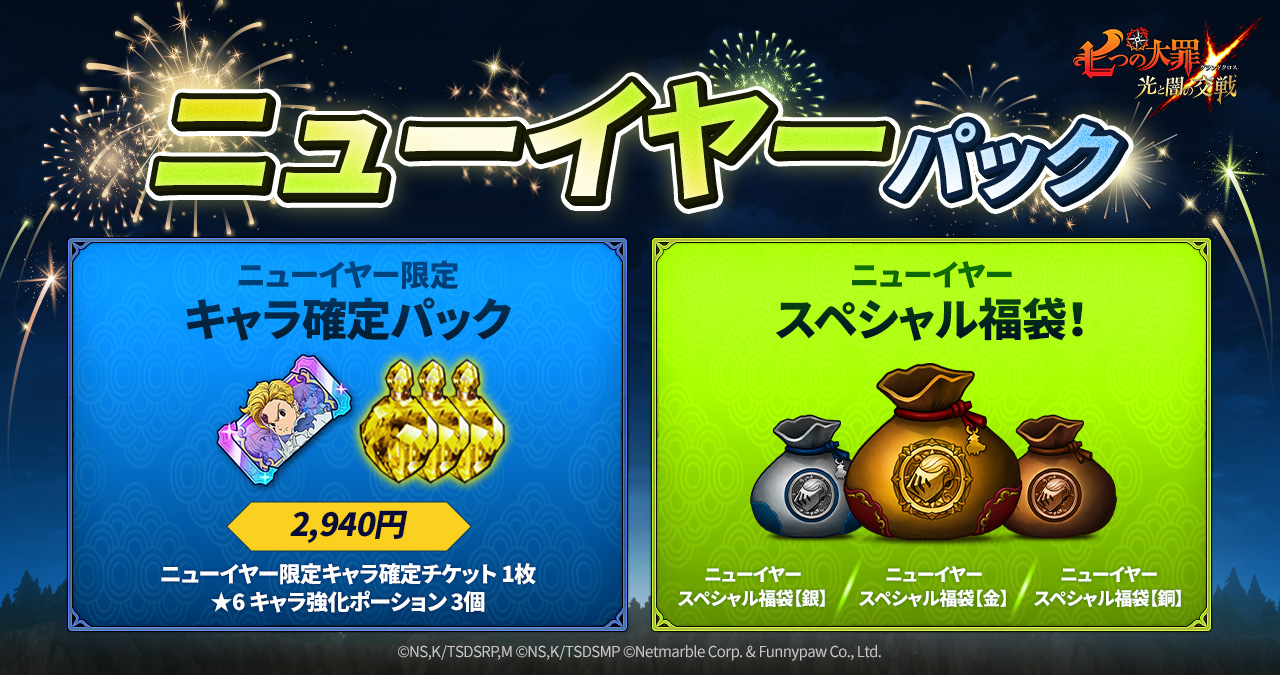 七つの大罪
グランドクロス
光と闇の交戦
ニューイヤーパック
ニューイヤー限定
キャラ確定パック
2,940円
ニューイヤー限定キャラ確定チケット 1枚
★6 キャラ強化ポーション 3個
ニューイヤー
スペシャル福袋!
ニューイヤー
スペシャル福袋【銀】
ニューイヤー
スペシャル福袋【金】
ニューイヤー
スペシャル福袋【銅】
©NS,K/TSDSRP,M ©NS,K/TSDSMP ©Netmarble Corp. & Funnypaw Co., Ltd.